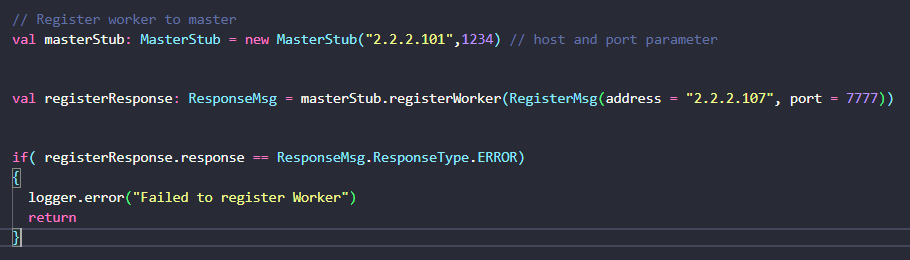 // Register worker to master
val masterStub: MasterStub = new MasterStub("2.2.2.101",1234) // host and port parameter
val registerResponse: ResponseMsg = masterStub.registerWorker(RegisterMsg(address = "2.2.2.107", port = 7777))
if( registerResponse.response == ResponseMsg.ResponseType.ERROR)
{
logger.error("Failed to register Worker")
return
}